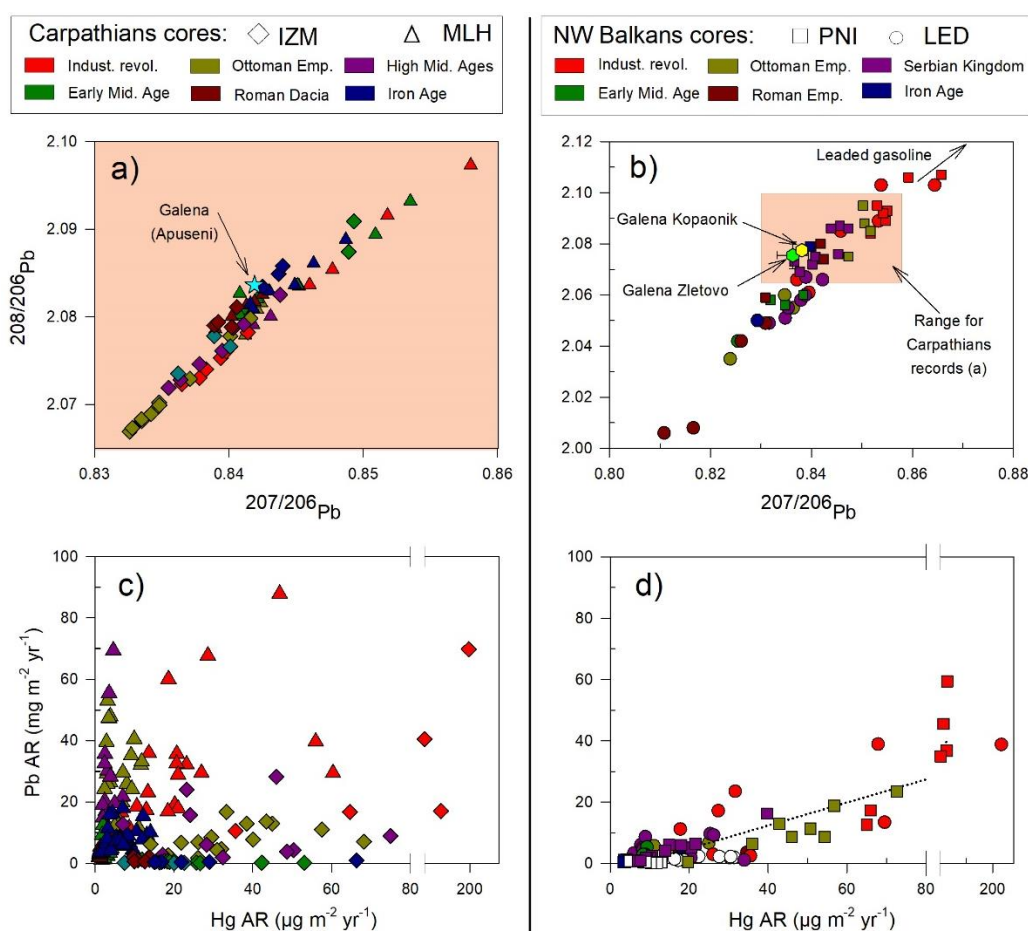 Carpathians cores: IZM MLH
Indust. revol. Ottoman Emp. High Mid. Ages
Early Mid. Age Roman Dacia Iron Age
NW Balkans cores: PNI LED
Indust. revol. Ottoman Emp. Serbian Kingdom
Early Mid. Age Roman Emp. Iron Age
a)
2.10
2.09
2.08
2.07
208/206Pb
Galena
(Apuseni)
0.83 0.84 0.85 0.86
207/206Pb
b)
2.12
2.10
2.08
2.06
2.04
2.02
2.00
Leaded gasoline
Galena Kopaonik
Galena Zletovo
Range for
Carpathians
records (a)
0.80 0.82 0.84 0.86 0.88
207/206Pb
c)
100
80
60
40
20
0
Pb AR (mg m-2 yr-1)
0 20 40 60 80 200
Hg AR (µg m-2 yr-1)
d)
100
80
60
40
20
0
0 20 40 60 80 200
Hg AR (µg m-2 yr-1)